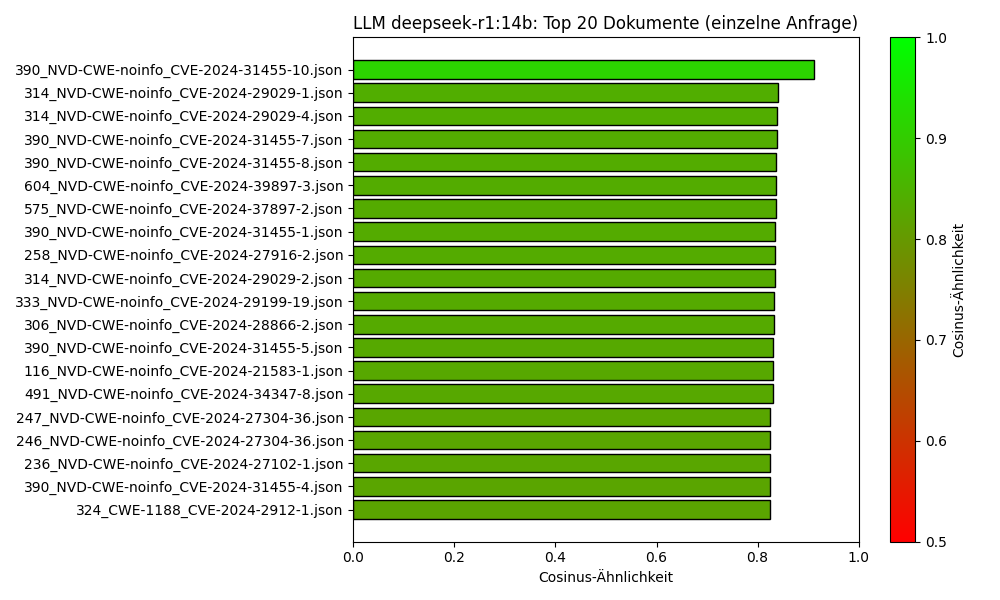 LLM deepseek-r1:14b: Top 20 Dokumente (einzelne Anfrage)
390_NVD-CWE-noinfo_CVE-2024-31455-10.json
314_NVD-CWE-noinfo_CVE-2024-29029-1.json
314_NVD-CWE-noinfo_CVE-2024-29029-4.json
390_NVD-CWE-noinfo_CVE-2024-31455-7.json
390_NVD-CWE-noinfo_CVE-2024-31455-8.json
604_NVD-CWE-noinfo_CVE-2024-39897-3.json
575_NVD-CWE-noinfo_CVE-2024-37897-2.json
390_NVD-CWE-noinfo_CVE-2024-31455-1.json
258_NVD-CWE-noinfo_CVE-2024-27916-2.json
314_NVD-CWE-noinfo_CVE-2024-29029-2.json
333_NVD-CWE-noinfo_CVE-2024-29199-19.json
306_NVD-CWE-noinfo_CVE-2024-28866-2.json
390_NVD-CWE-noinfo_CVE-2024-31455-5.json
116_NVD-CWE-noinfo_CVE-2024-21583-1.json
491_NVD-CWE-noinfo_CVE-2024-34347-8.json
247_NVD-CWE-noinfo_CVE-2024-27304-36.json
246_NVD-CWE-noinfo_CVE-2024-27304-36.json
236_NVD-CWE-noinfo_CVE-2024-27102-1.json
390_NVD-CWE-noinfo_CVE-2024-31455-4.json
324_CWE-1188_CVE-2024-2912-1.json
0.0 0.2 0.4 0.6 0.8 1.0
Cosinus-Ähnlichkeit
1.0
0.9
0.8
0.7
0.6
0.5
Cosinus-Ähnlichkeit